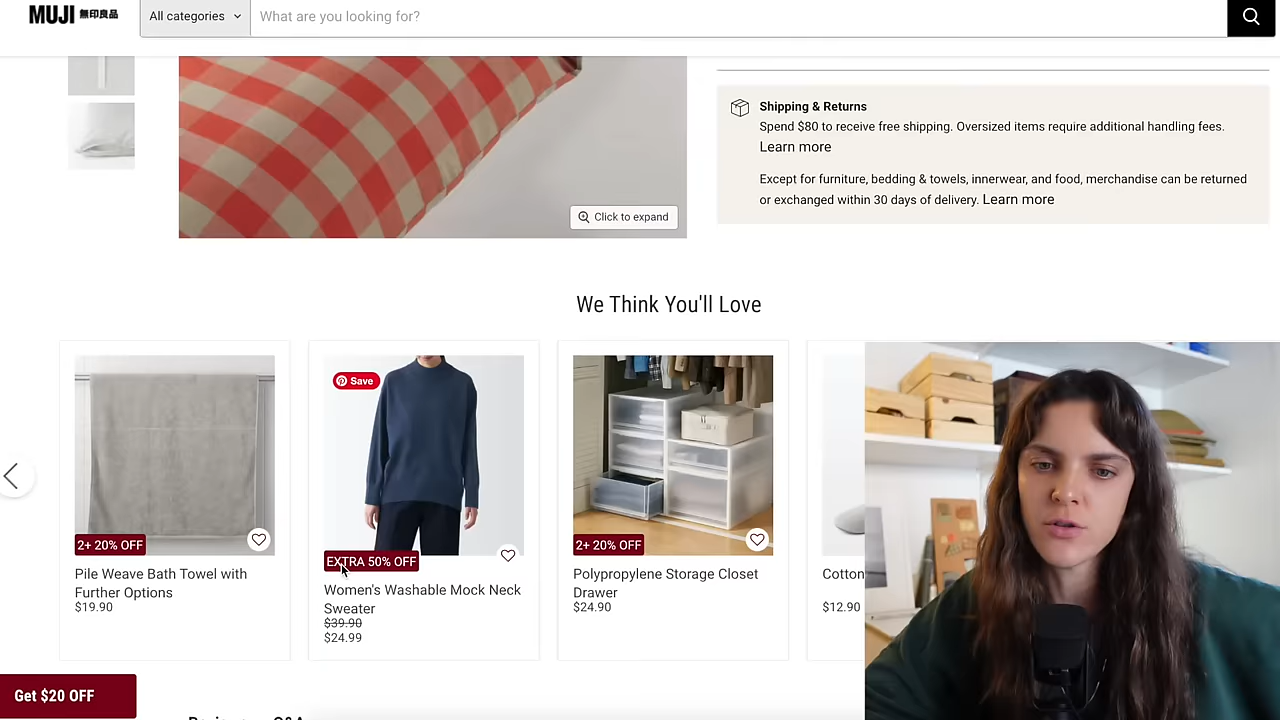 MUJI 無印良品
All categories
What are you looking for?
Shipping & Returns
Spend $80 to receive free shipping. Oversized items require additional handling fees.
Learn more
Except for furniture, bedding & towels, innerwear, and food, merchandise can be returned
or exchanged within 30 days of delivery. Learn more
Click to expand
We Think You'll Love
Save
2+ 20% OFF
Pile Weave Bath Towel with
Further Options
$19.90
EXTRA 50% OFF
Women's Washable Mock Neck
Sweater
$39.90
$24.99
2+ 20% OFF
Polypropylene Storage Closet
Drawer
$24.90
Cotton
$12.90
Get $20 OFF